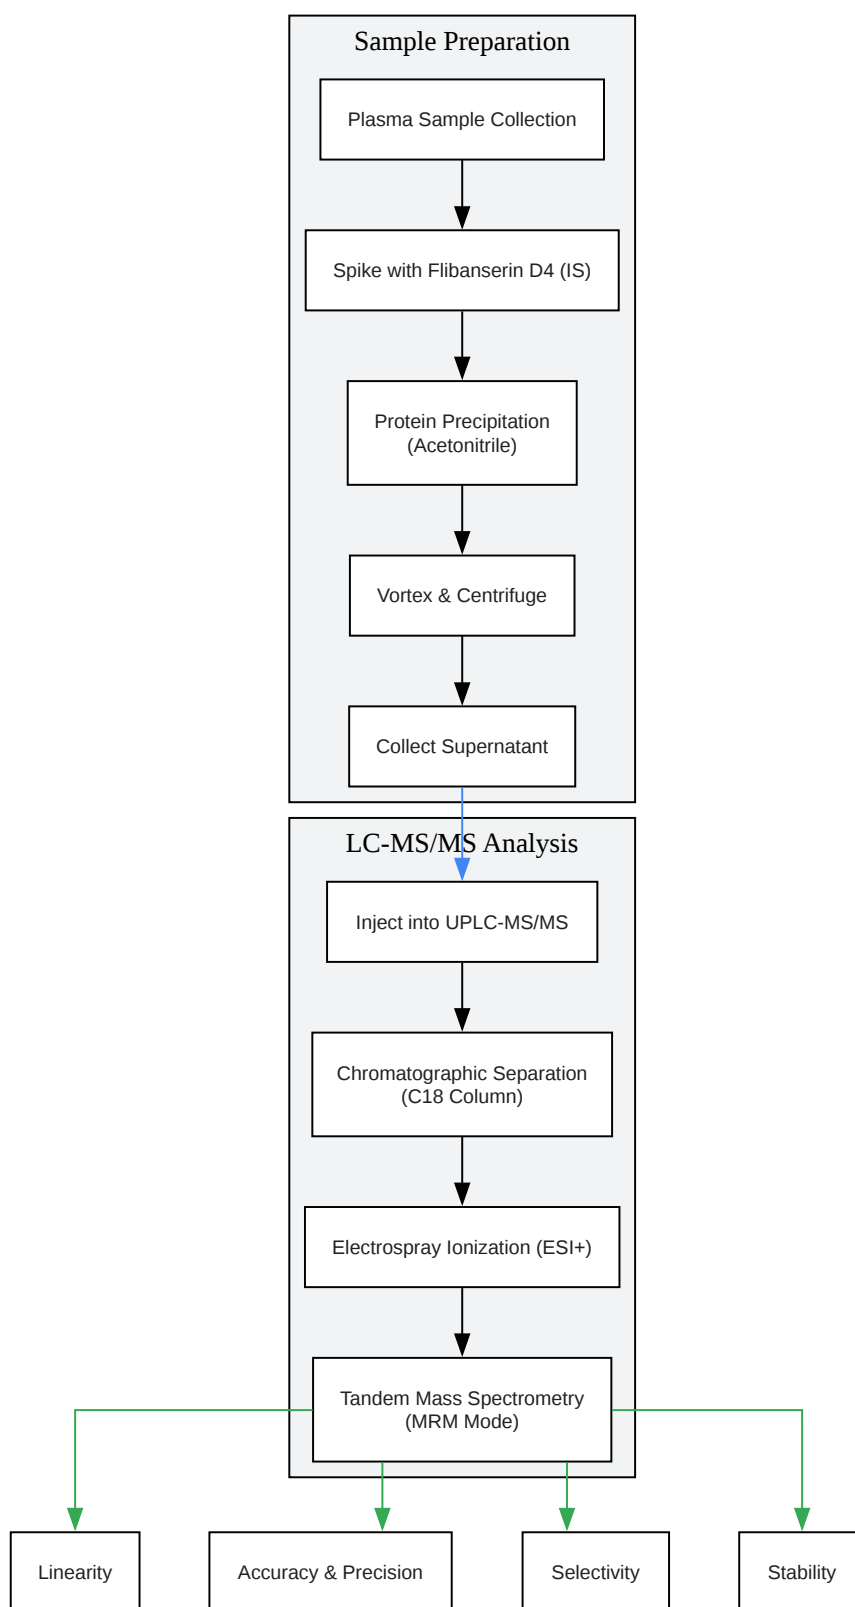 Sample Preparation
Plasma Sample Collection
Spike with Flibanserin D4 (IS)
Protein Precipitation
(Acetonitrile)
Vortex & Centrifuge
Collect Supernatant
LC-MS/MS Analysis
Inject into UPLC-MS/MS
Chromatographic Separation
(C18 Column)
Electrospray Ionization (ESI+)
Tandem Mass Spectrometry
(MRM Mode)
Linearity
Accuracy & Precision
Selectivity
Stability